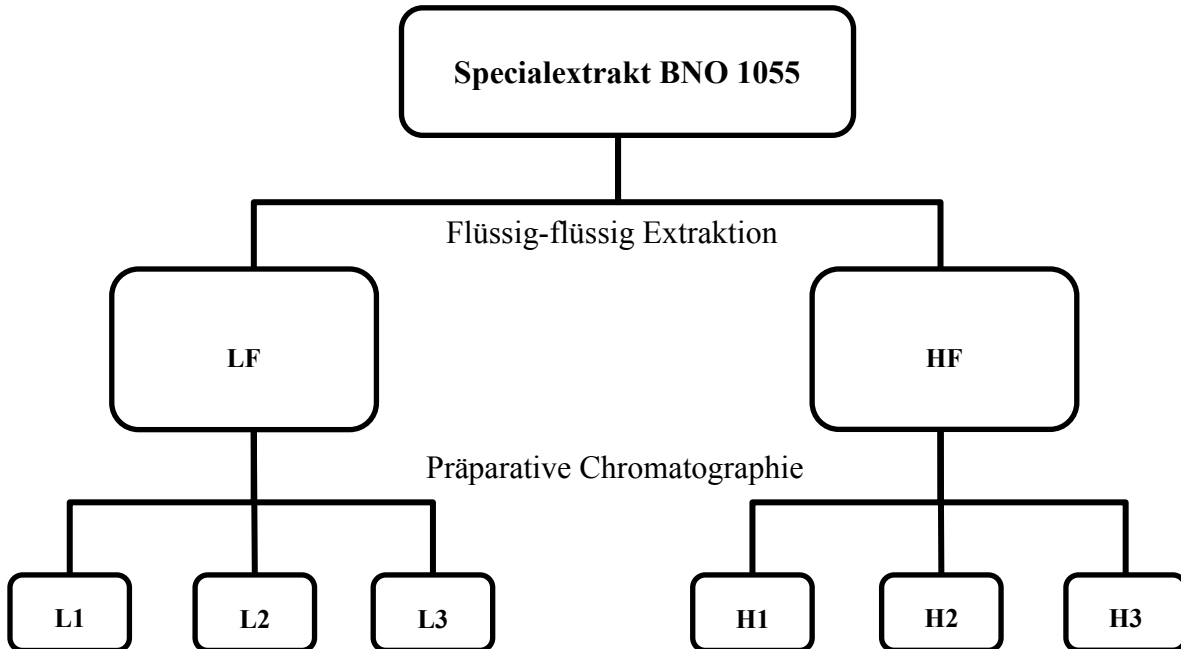 Specialextrakt BNO 1055
Flüssig-flüssig Extraktion
LF
HF
Präparative Chromatographie
L1
L2
L3
H1
H2
H3